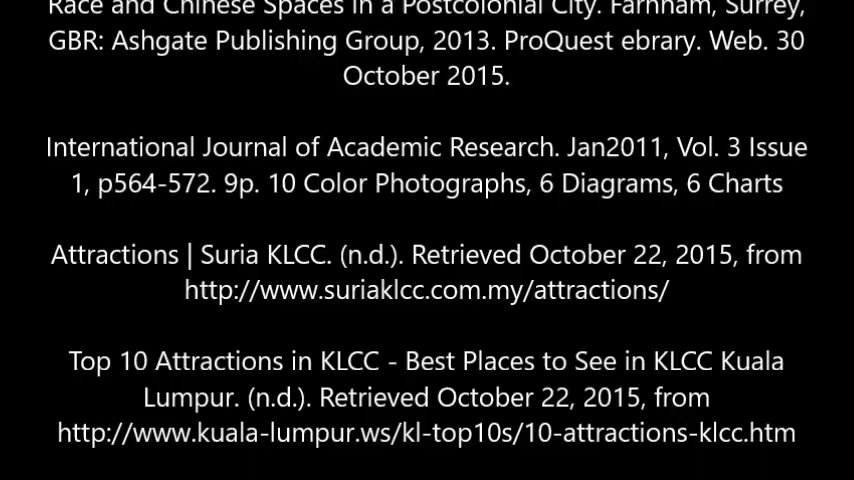 Race and Chinese Spaces in a Postcolonial City. Farnham, Surrey,
GBR: Ashgate Publishing Group, 2013. ProQuest ebrary. Web. 30
October 2015.
International Journal of Academic Research. Jan2011, Vol. 3 Issue
1, p564-572. 9p. 10 Color Photographs, 6 Diagrams, 6 Charts
Attractions | Suria KLCC. (n.d.). Retrieved October 22, 2015, from
http://www.suriaklcc.com.my/attractions/
Top 10 Attractions in KLCC - Best Places to See in KLCC Kuala
Lumpur. (n.d.). Retrieved October 22, 2015, from
http://www.kuala-lumpur.ws/kl-top10s/10-attractions-klcc.htm